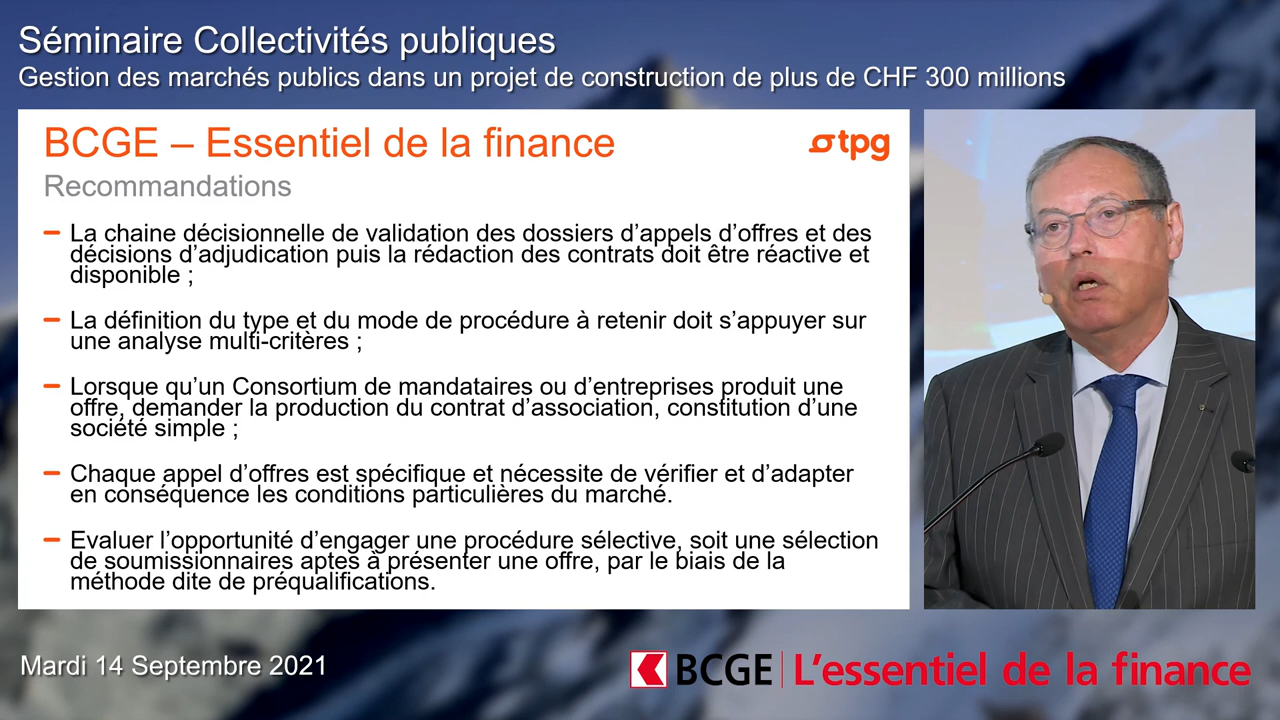 Séminaire Collectivités publiques
Gestion des marchés publics dans un projet de construction de plus de CHF 300 millions
BCGE – Essentiel de la finance
tpg
Recommandations
La chaine décisionnelle de validation des dossiers d’appels d’offres et des
décisions d’adjudication puis la rédaction des contrats doit être réactive et
disponible ;
La définition du type et du mode de procédure à retenir doit s’appuyer sur
une analyse multi-critères ;
Lorsque qu’un Consortium de mandataires ou d’entreprises produit une
offre, demander la production du contrat d’association, constitution d’une
société simple ;
Chaque appel d’offres est spécifique et nécessite de vérifier et d’adapter
en conséquence les conditions particulières du marché.
Evaluer l’opportunité d’engager une procédure sélective, soit une sélection
de soumissionnaires aptes à présenter une offre, par le biais de la
méthode dite de préqualifications.
Mardi 14 Septembre 2021
BCGE | L’essentiel de la finance